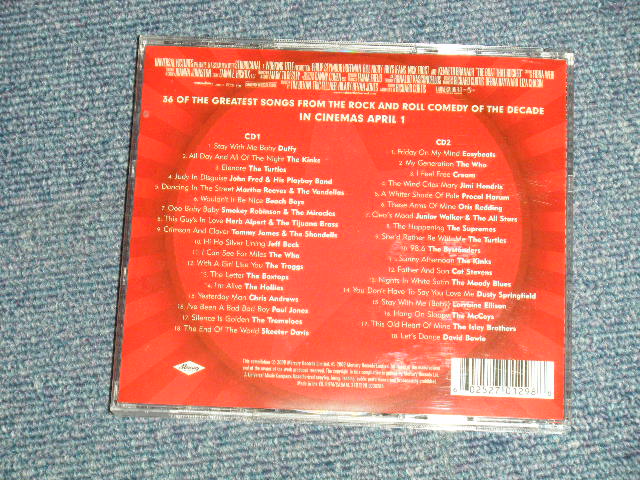 36 OF THE GREATEST SONGS FROM THE ROCK AND ROLL COMEDY OF THE DECADE
IN CINEMAS APRIL 1
CD1
1. Stay With Me Baby Duffy
2. All Day And All Of The Night The Kinks
3. Elenore The Turtles
4. Judy In Disguise John Fred & His Playboy Band
5. Dancing In The Street Martha Reeves & The Vandellas
6. Wouldn't It Be Nice Beach Boys
7. Ooo Baby Baby Smokey Robinson & The Miracles
8. This Guy's In Love Herb Alpert & The Tijuana Brass
9. Crimson And Clover Tommy James & The Shondells
10. Hi Ho Silver Lining Jeff Beck
11. I Can See For Miles The Who
12. With A Girl Like You The Troggs
13. The Letter The Boxtops
14. I'm Alive The Hollies
15. Yesterday Man Chris Andrews
16. I've Been A Bad Bad Boy Paul Jones
17. Silence Is Golden The Tremeloes
18. The End Of The World Skeeter Davis
CD2
1. Friday On My Mind Easybeats
2. My Generation The Who
3. I Feel Free Cream
4. The Wind Cries Mary Jimi Hendrix
5. A Whiter Shade Of Pale Procol Harum
6. These Arms Of Mine Otis Redding
7. Cleo's Mood Junior Walker & The All Stars
8. The Happening The Supremes
9. She'd Rather Be With Me The Turtles
10. 98.6 The Bystanders
11. Sunny Afternoon The Kinks
12. Father And Son Cat Stevens
13. Nights In White Satin The Moody Blues
14. You Don't Have To Say You Love Me Dusty Springfield
15. Stay With Me (Baby) Lorraine Ellison
16. Hang On Sloopy The McCoys
17. This Old Heart Of Mine The Isley Brothers
18. Let's Dance David Bowie
Mercury
6 02527 01298 6